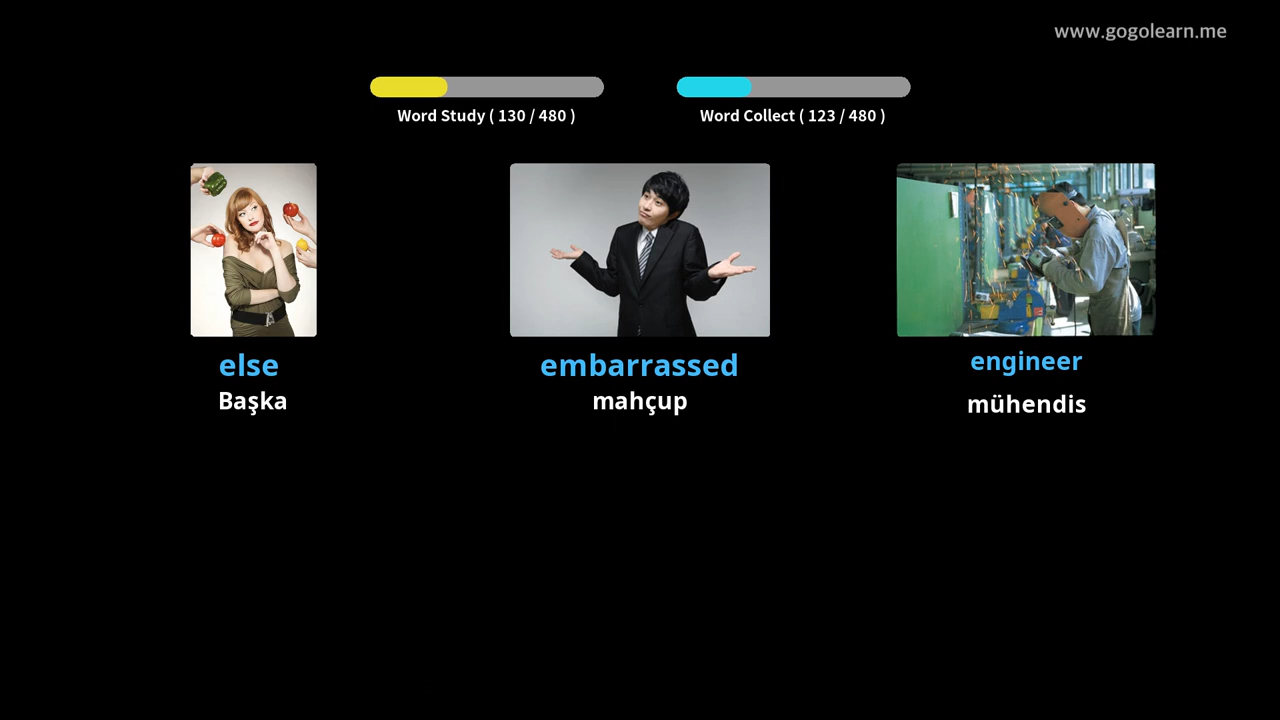 www.gogolearn.me
Word Study ( 130 / 480 )
Word Collect ( 123 / 480 )
else
Başka
embarrassed
mahçup
engineer
mühendis